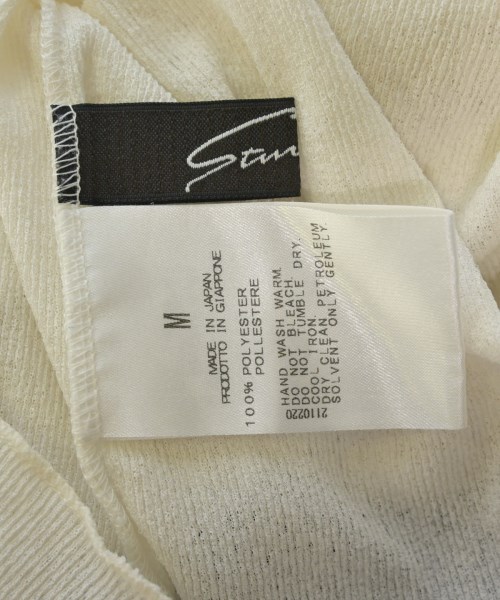 M
MADE IN JAPAN
PRODOTTO IN GIAPPONE
100% POLYESTER
POLLESTERE
HAND WASH WARM.
DO NOT BLEACH.
DO NOT TUMBLE DRY.
COOL IRON.
DRY CLEAN PETROLEUM
SOLVENT ONLY GENTLY.
2110220